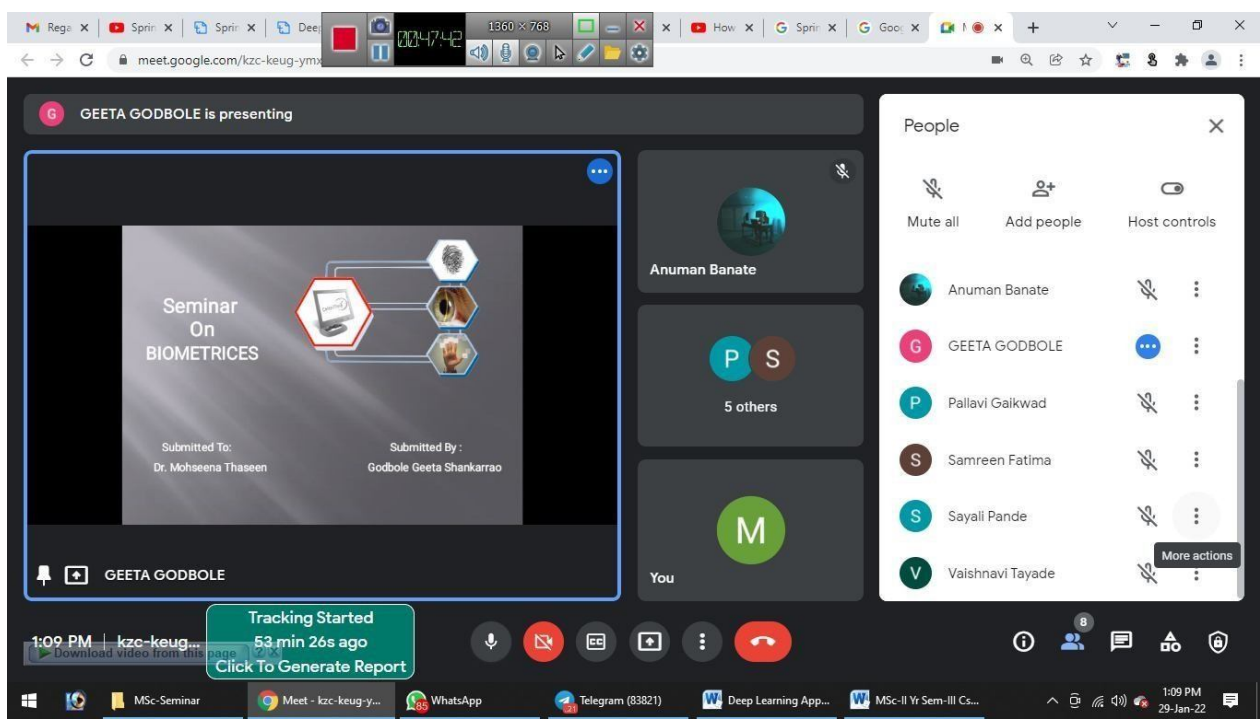 Rega
Sprin
Sprin
Dee
00:47:42
1360 × 768
How
Sprin
Goo
meet.google.com/kzc-keug-ymx
G
GEETA GODBOLE is presenting
Seminar
On
BIOMETRICES
Submitted To:
Dr. Mohseena Thaseen
Submitted By :
Godbole Geeta Shankarrao
GEETA GODBOLE
Anuman Banate
P S
5 others
M
You
People
Mute all
Add people
Host controls
Anuman Banate
G
GEETA GODBOLE
P
Pallavi Gaikwad
S
Samreen Fatima
S
Sayali Pande
More actions
V
Vaishnavi Tayade
1:09 PM | kzc-keug...
Download video from this page
Tracking Started
53 min 26s ago
Click To Generate Report
CC
8
MSc-Seminar
Meet - kzc-keug-y...
85
WhatsApp
21
Telegram (83821)
Deep Learning App...
MSc-II Yr Sem-III Cs...
1:09 PM
29-Jan-22